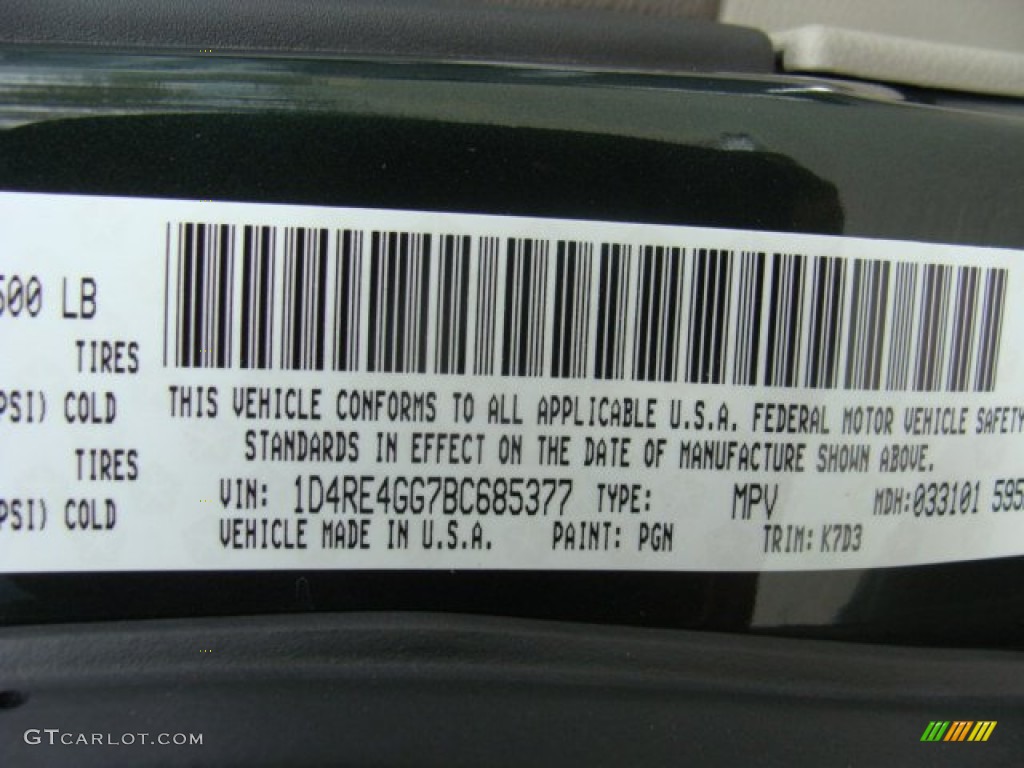 500 LB
TIRES
PSI) COLD
TIRES
PSI) COLD
THIS VEHICLE CONFORMS TO ALL APPLICABLE U.S.A. FEDERAL MOTOR VEHICLE SAFETY
STANDARDS IN EFFECT ON THE DATE OF MANUFACTURE SHOWN ABOVE.
VIN: 1D4RE4GG7BC685377 TYPE: MPV MDH:033101 595
VEHICLE MADE IN U.S.A. PAINT: PGN TRIM: K7D3
GTCARLOT.COM